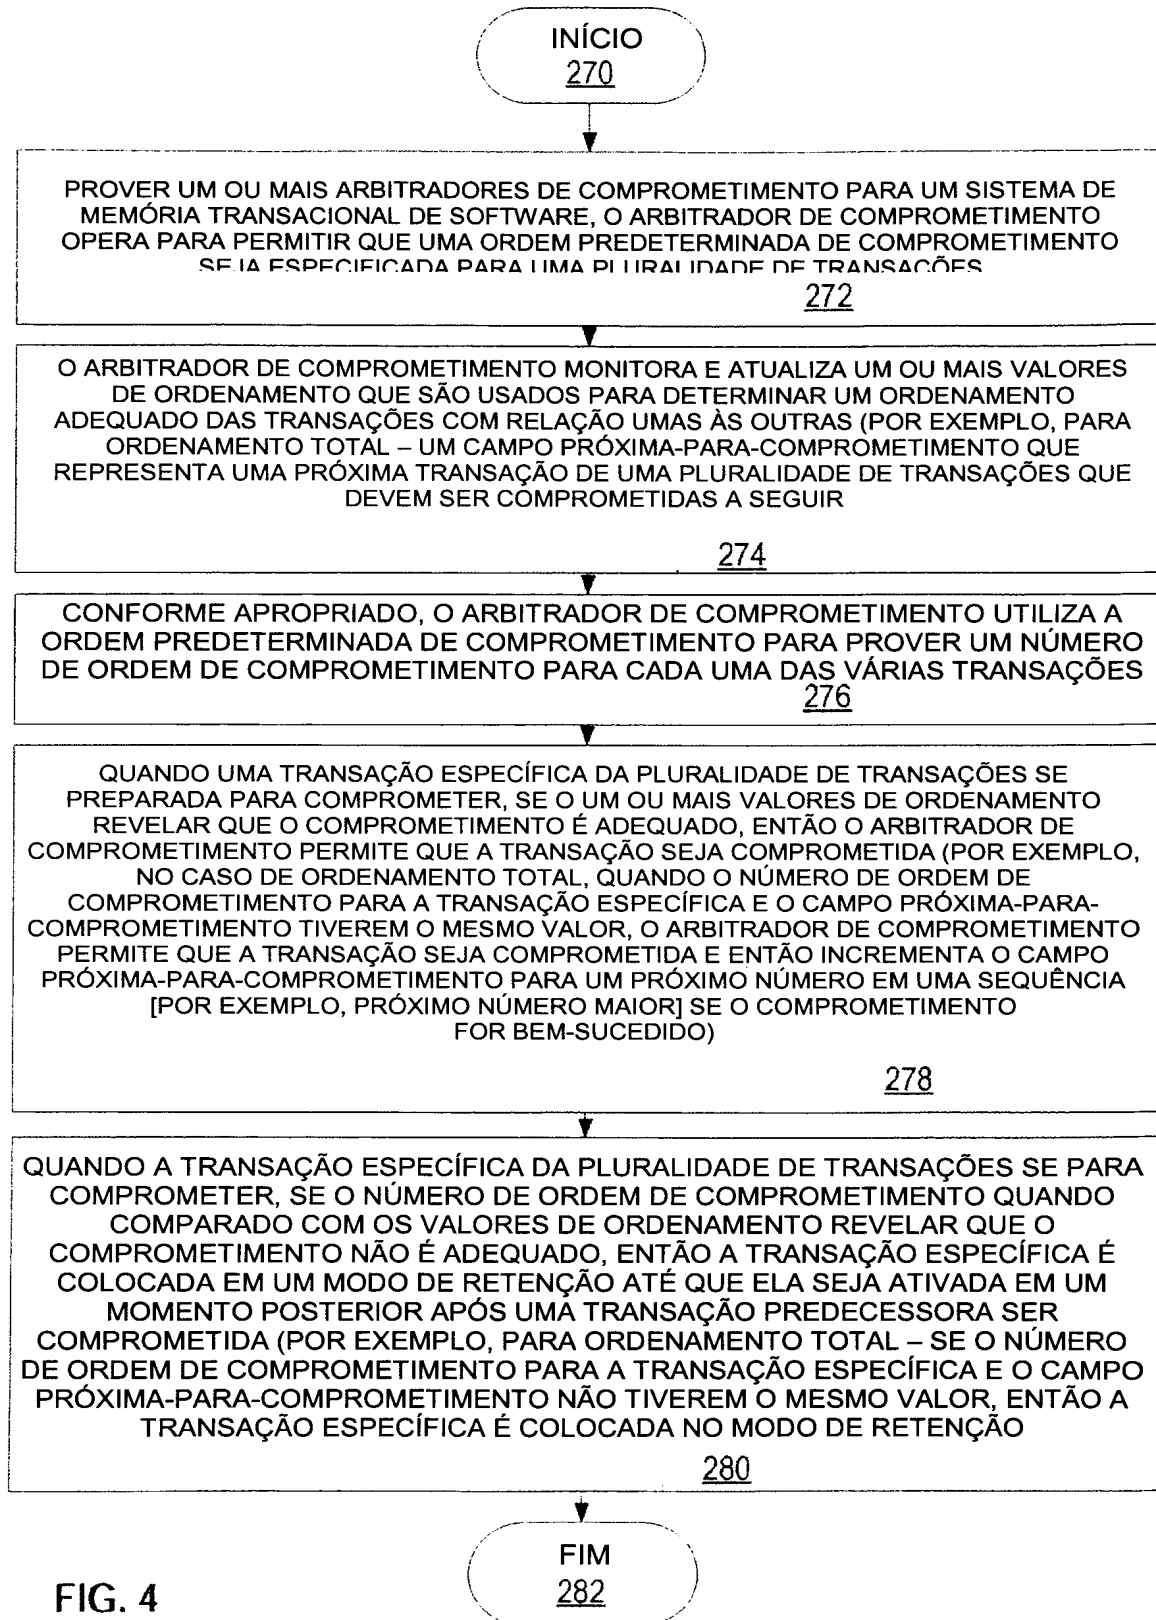 INÍCIO
270
PROVER UM OU MAIS ARBITRADORES DE COMPROMETIMENTO PARA UM SISTEMA DE
MEMÓRIA TRANSACIONAL DE SOFTWARE, O ARBITRADOR DE COMPROMETIMENTO
OPERA PARA PERMITIR QUE UMA ORDEM PREDETERMINADA DE COMPROMETIMENTO
SEJA ESPECIFICADA PARA UMA PLURALIDADE DE TRANSAÇÕES
272
O ARBITRADOR DE COMPROMETIMENTO MONITORA E ATUALIZA UM OU MAIS VALORES
DE ORDENAMENTO QUE SÃO USADOS PARA DETERMINAR UM ORDENAMENTO
ADEQUADO DAS TRANSAÇÕES COM RELAÇÃO UMAS ÀS OUTRAS (POR EXEMPLO, PARA
ORDENAMENTO TOTAL – UM CAMPO PRÓXIMA-PARA-COMPROMETIMENTO QUE
REPRESENTA UMA PRÓXIMA TRANSAÇÃO DE UMA PLURALIDADE DE TRANSAÇÕES QUE
DEVEM SER COMPROMETIDAS A SEGUIR
274
CONFORME APROPRIADO, O ARBITRADOR DE COMPROMETIMENTO UTILIZA A
ORDEM PREDETERMINADA DE COMPROMETIMENTO PARA PROVER UM NÚMERO
DE ORDEM DE COMPROMETIMENTO PARA CADA UMA DAS VÁRIAS TRANSAÇÕES
276
QUANDO UMA TRANSAÇÃO ESPECÍFICA DA PLURALIDADE DE TRANSAÇÕES SE
PREPARADA PARA COMPROMETER, SE O UM OU MAIS VALORES DE ORDENAMENTO
REVELAR QUE O COMPROMETIMENTO É ADEQUADO, ENTÃO O ARBITRADOR DE
COMPROMETIMENTO PERMITE QUE A TRANSAÇÃO SEJA COMPROMETIDA (POR EXEMPLO,
NO CASO DE ORDENAMENTO TOTAL, QUANDO O NÚMERO DE ORDEM DE
COMPROMETIMENTO PARA A TRANSAÇÃO ESPECÍFICA E O CAMPO PRÓXIMA-PARA-
COMPROMETIMENTO TIVEREM O MESMO VALOR, O ARBITRADOR DE COMPROMETIMENTO
PERMITE QUE A TRANSAÇÃO SEJA COMPROMETIDA E ENTÃO INCREMENTA O CAMPO
PRÓXIMA-PARA-COMPROMETIMENTO PARA UM PRÓXIMO NÚMERO EM UMA SEQUÊNCIA
[POR EXEMPLO, PRÓXIMO NÚMERO MAIOR] SE O COMPROMETIMENTO
FOR BEM-SUCEDIDO)
278
QUANDO A TRANSAÇÃO ESPECÍFICA DA PLURALIDADE DE TRANSAÇÕES SE PARA
COMPROMETER, SE O NÚMERO DE ORDEM DE COMPROMETIMENTO QUANDO
COMPARADO COM OS VALORES DE ORDENAMENTO REVELAR QUE O
COMPROMETIMENTO NÃO É ADEQUADO, ENTÃO A TRANSAÇÃO ESPECÍFICA É
COLOCADA EM UM MODO DE RETENÇÃO ATÉ QUE ELA SEJA ATIVADA EM UM
MOMENTO POSTERIOR APÓS UMA TRANSAÇÃO PREDECESSORA SER
COMPROMETIDA (POR EXEMPLO, PARA ORDENAMENTO TOTAL – SE O NÚMERO
DE ORDEM DE COMPROMETIMENTO PARA A TRANSAÇÃO ESPECÍFICA E O CAMPO
PRÓXIMA-PARA-COMPROMETIMENTO NÃO TIVEREM O MESMO VALOR, ENTÃO A
TRANSAÇÃO ESPECÍFICA É COLOCADA NO MODO DE RETENÇÃO
280
FIM
282
FIG. 4